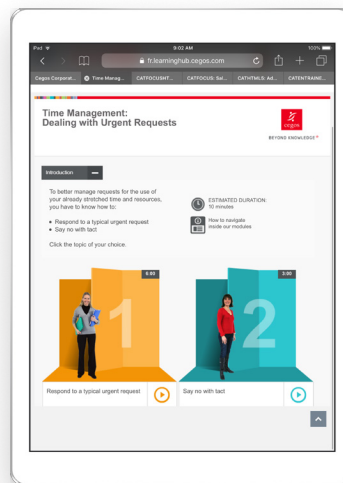 iPad
9:02 AM
100%
fr.learninghub.cegos.com
Cegos Corporat...
Time Manag...
CATFOCUSHT...
CATFOCUS: Sal...
CATHTMLS: Ad...
CATENTRAINE...
Time Management:
Dealing with Urgent Requests
cegos
BEYOND KNOWLEDGE
Introduction
To better manage requests for the use of
your already stretched time and resources,
you have to know how to:
• Respond to a typical urgent request
• Say no with tact
Click the topic of your choice.
ESTIMATED DURATION:
10 minutes
How to navigate
inside our modules
1
2
3:00
Respond to a typical urgent request
Say no with tact